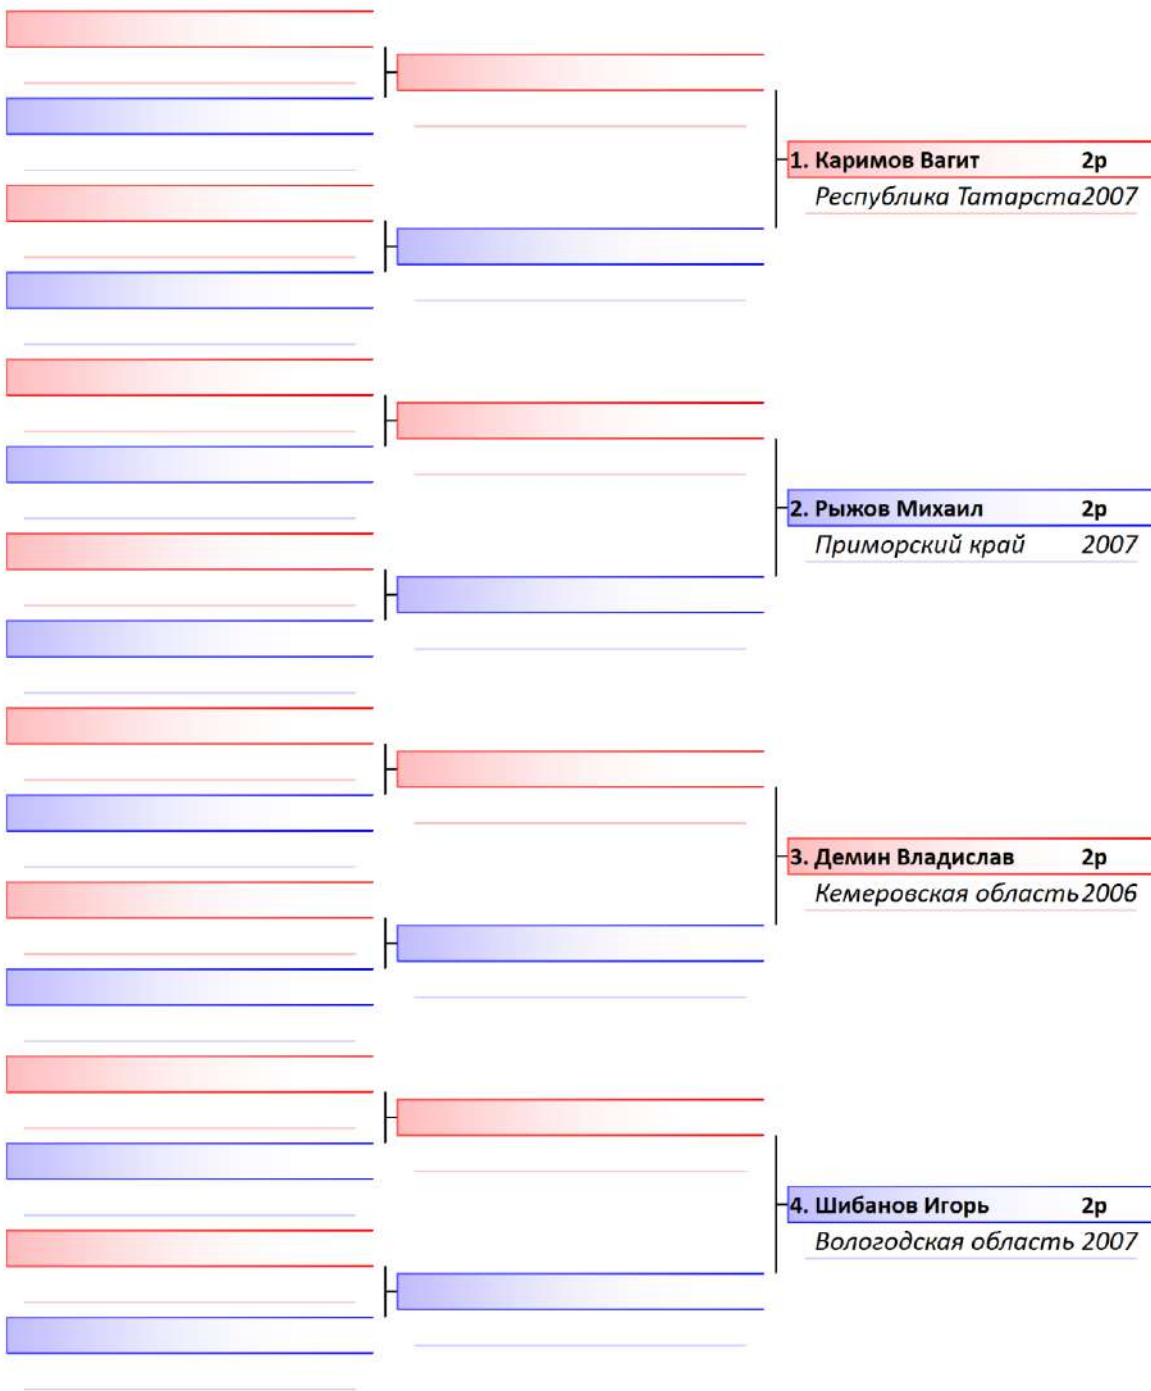 1. Каримов Вагит 2р
Республика Татарста2007
2. Рыжов Михаил 2р
Приморский край 2007
3. Демин Владислав 2р
Кемеровская область 2006
4. Шибанов Игорь 2р
Вологодская область 2007